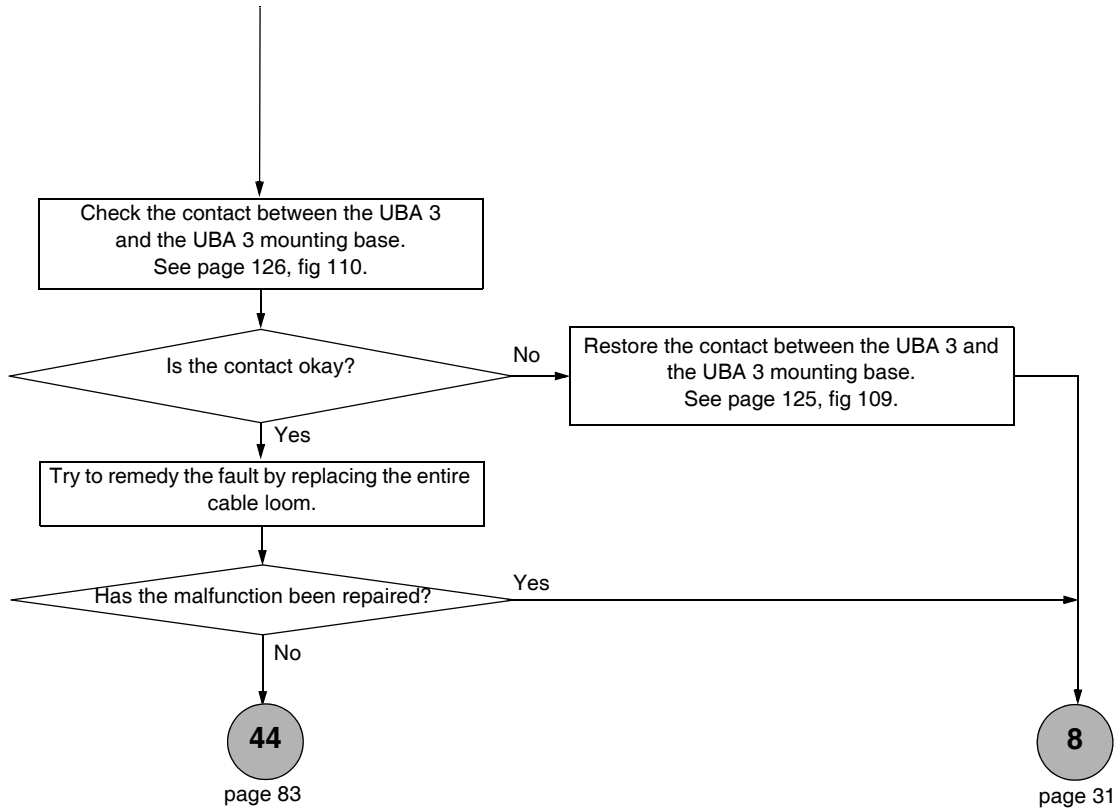 Check the contact between the UBA 3
and the UBA 3 mounting base.
See page 126, fig 110.
Is the contact okay?
No
Restore the contact between the UBA 3 and
the UBA 3 mounting base.
See page 125, fig 109.
Yes
Try to remedy the fault by replacing the entire
cable loom.
Has the malfunction been repaired?
Yes
No
44
page 83
8
page 31